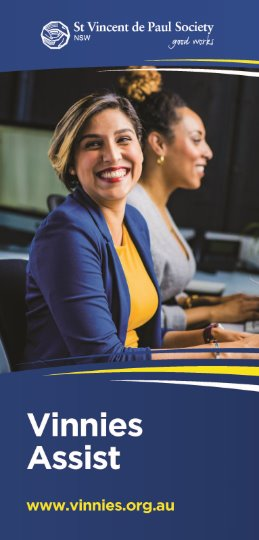 St Vincent de Paul Society
NSW
good works
Vinnies
Assist
www.vinnies.org.au